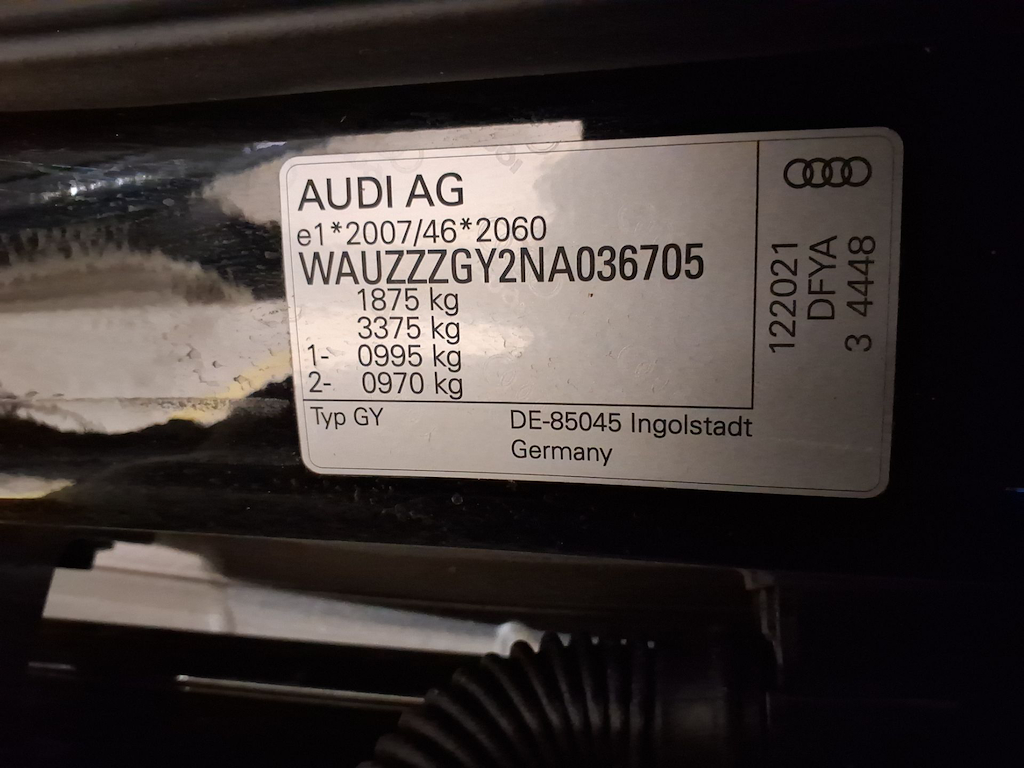 AUDI AG
e1*2007/46*2060
WAUZZZGY2NA036705
1875 kg
3375 kg
1- 0995 kg
2- 0970 kg
Typ GY
DE-85045 Ingolstadt
Germany
122021
DFYA
3 4448